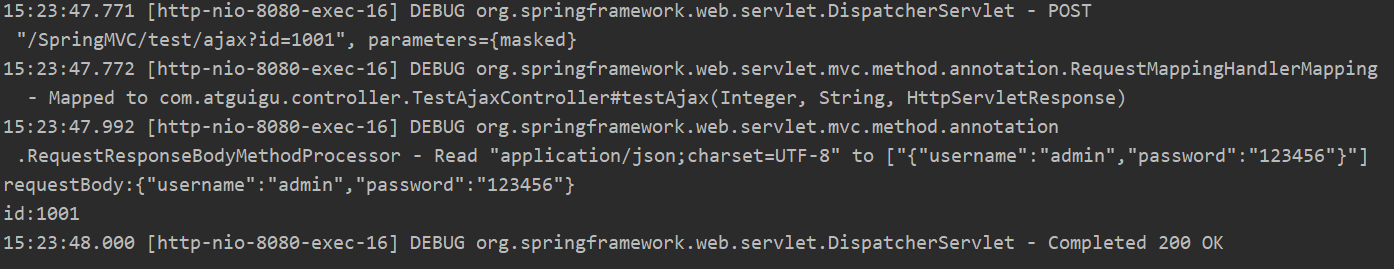 15:23:47.771 [http-nio-8080-exec-16] DEBUG org.springframework.web.servlet.DispatcherServlet - POST
"/SpringMVC/test/ajax?id=1001", parameters={masked}
15:23:47.772 [http-nio-8080-exec-16] DEBUG org.springframework.web.servlet.mvc.method.annotation.RequestMappingHandlerMapping
- Mapped to com.atguigu.controller.TestAjaxController#testAjax(Integer, String, HttpServletResponse)
15:23:47.992 [http-nio-8080-exec-16] DEBUG org.springframework.web.servlet.mvc.method.annotation
.RequestResponseBodyMethodProcessor - Read "application/json;charset=UTF-8" to ["{"username":"admin","password":"123456"}"]
requestBody:{"username":"admin","password":"123456"}
id:1001
15:23:48.000 [http-nio-8080-exec-16] DEBUG org.springframework.web.servlet.DispatcherServlet - Completed 200 OK